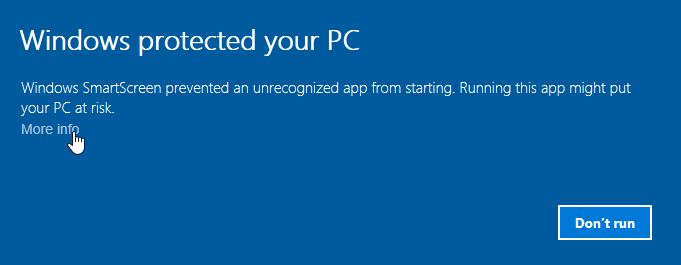 Windows protected your PC
Windows SmartScreen prevented an unrecognized app from starting. Running this app might put
your PC at risk.
More info
Don't run